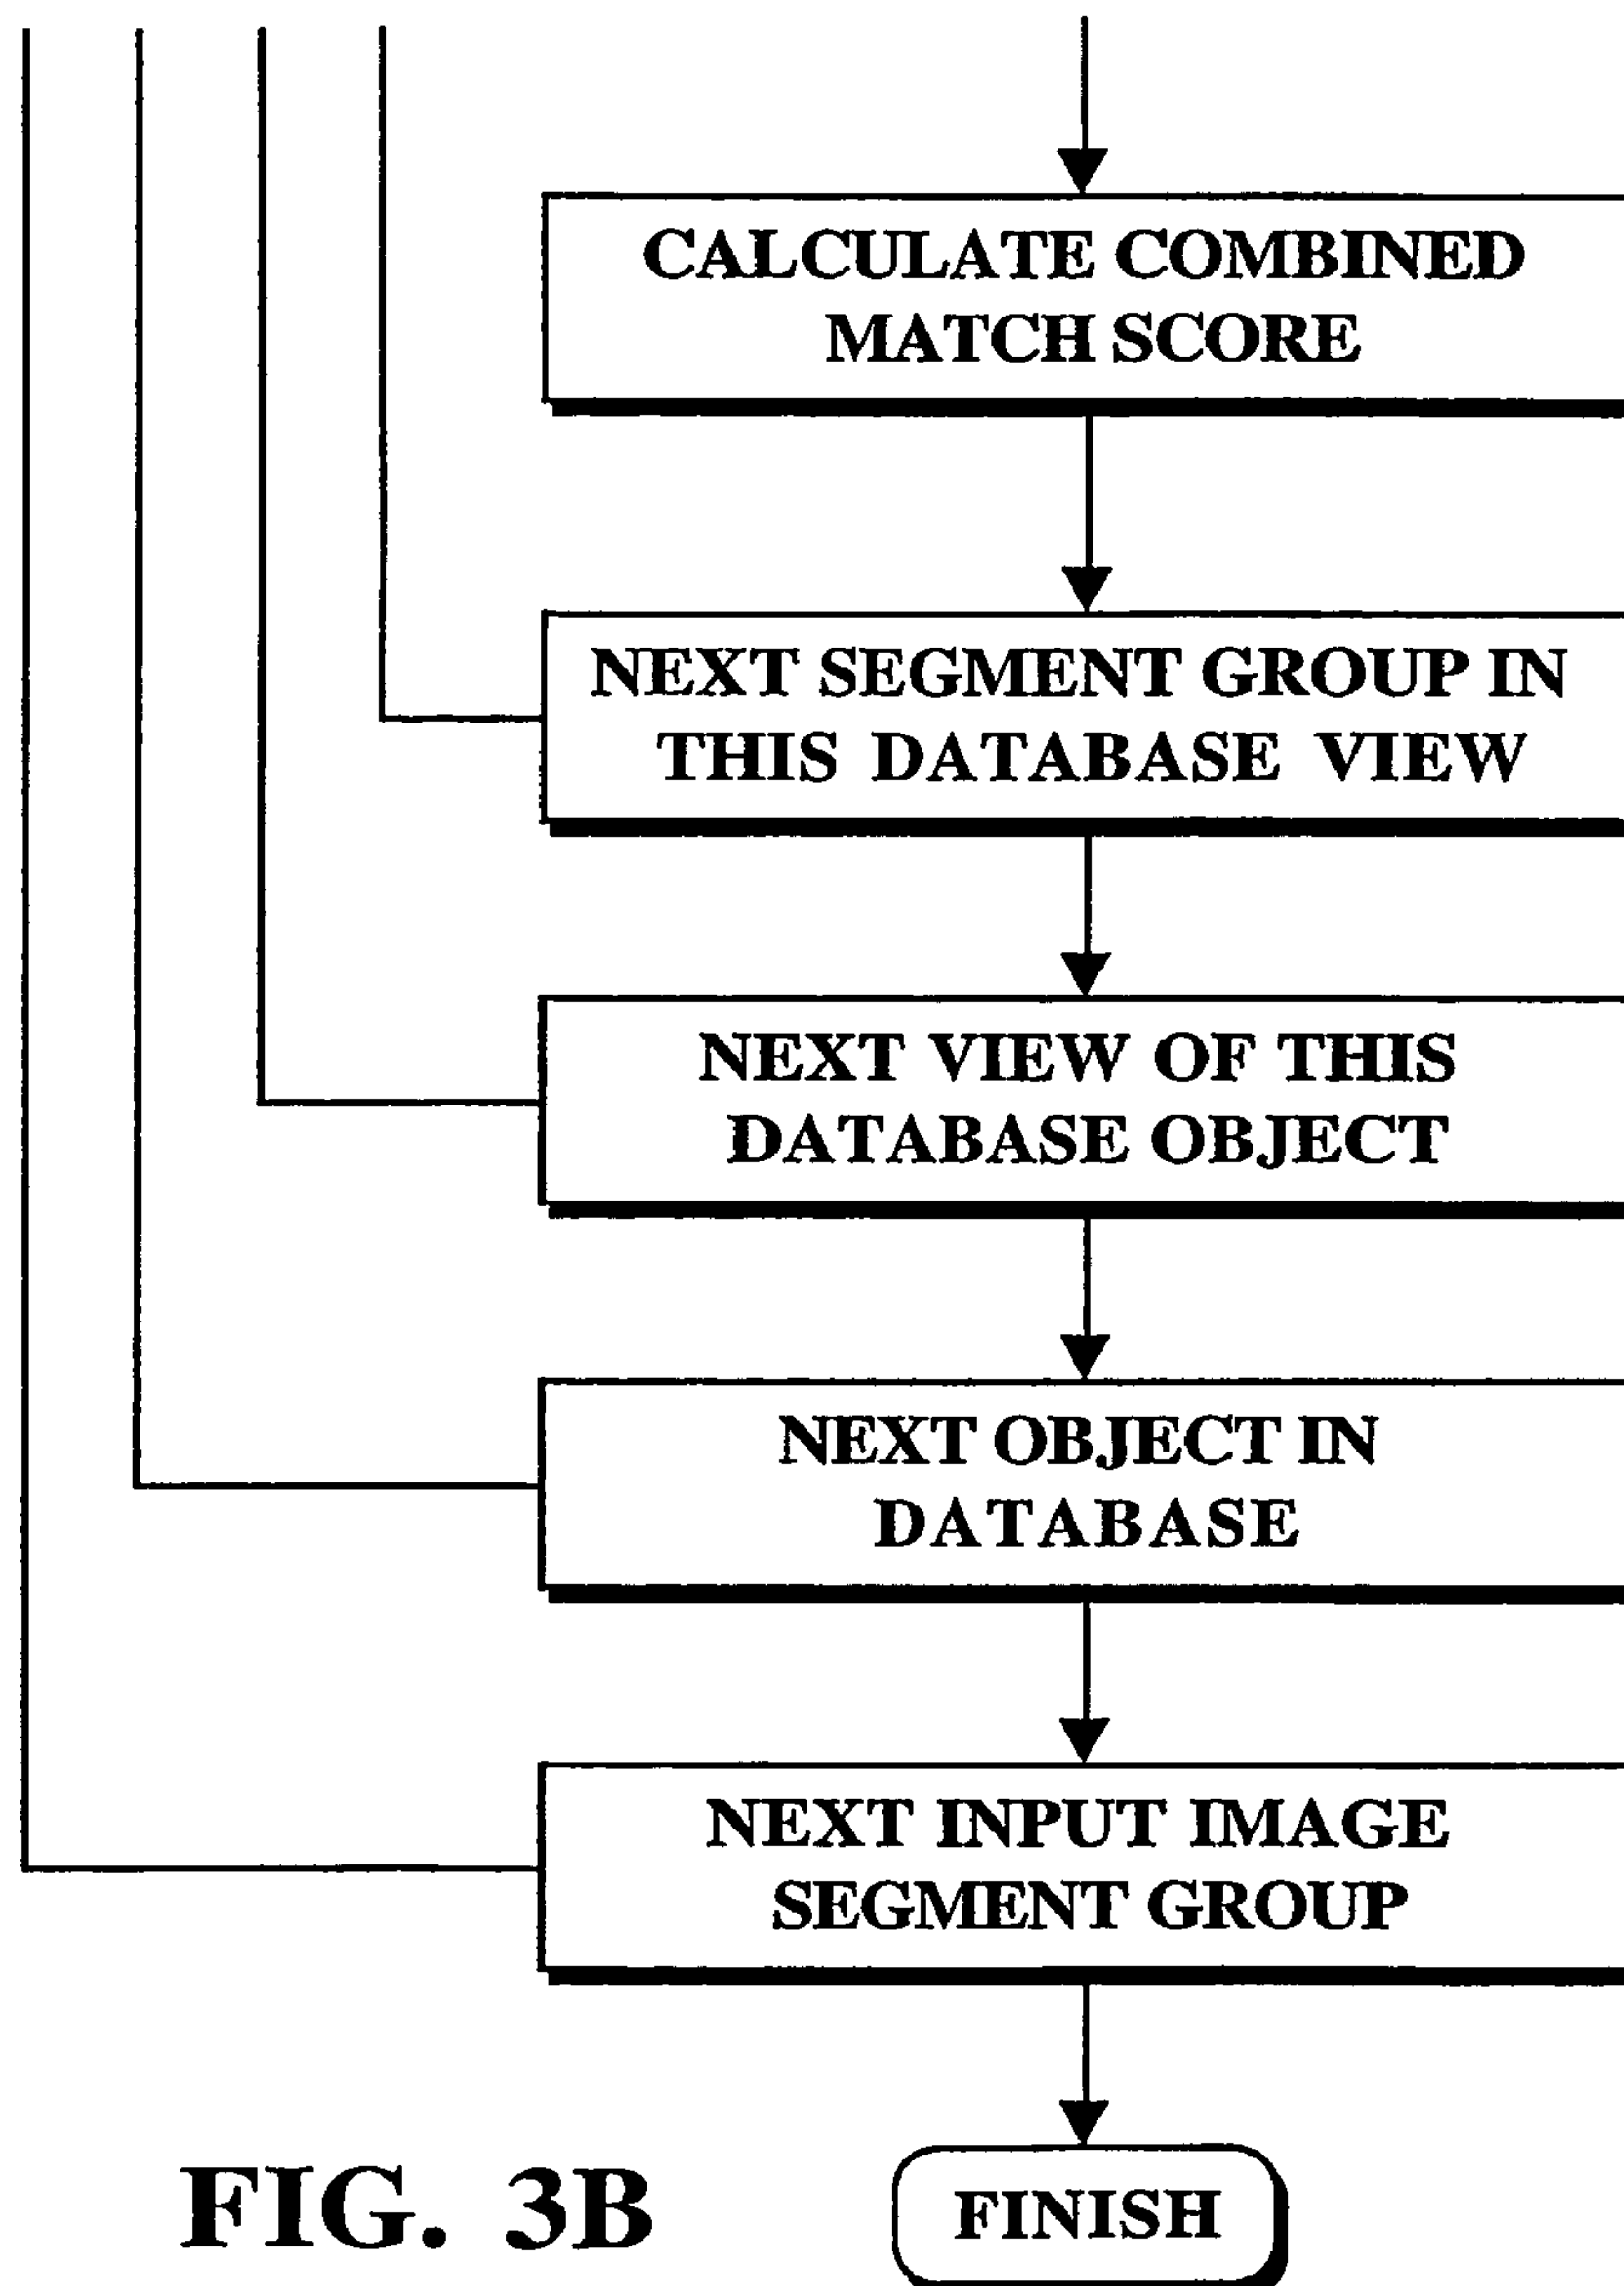 CALCULATE COMBINED
MATCH SCORE
NEXT SEGMENT GROUP IN
THIS DATABASE VIEW
NEXT VIEW OF THIS
DATABASE OBJECT
NEXT OBJECT IN
DATABASE
NEXT INPUT IMAGE
SEGMENT GROUP
FINISH
FIG. 3B